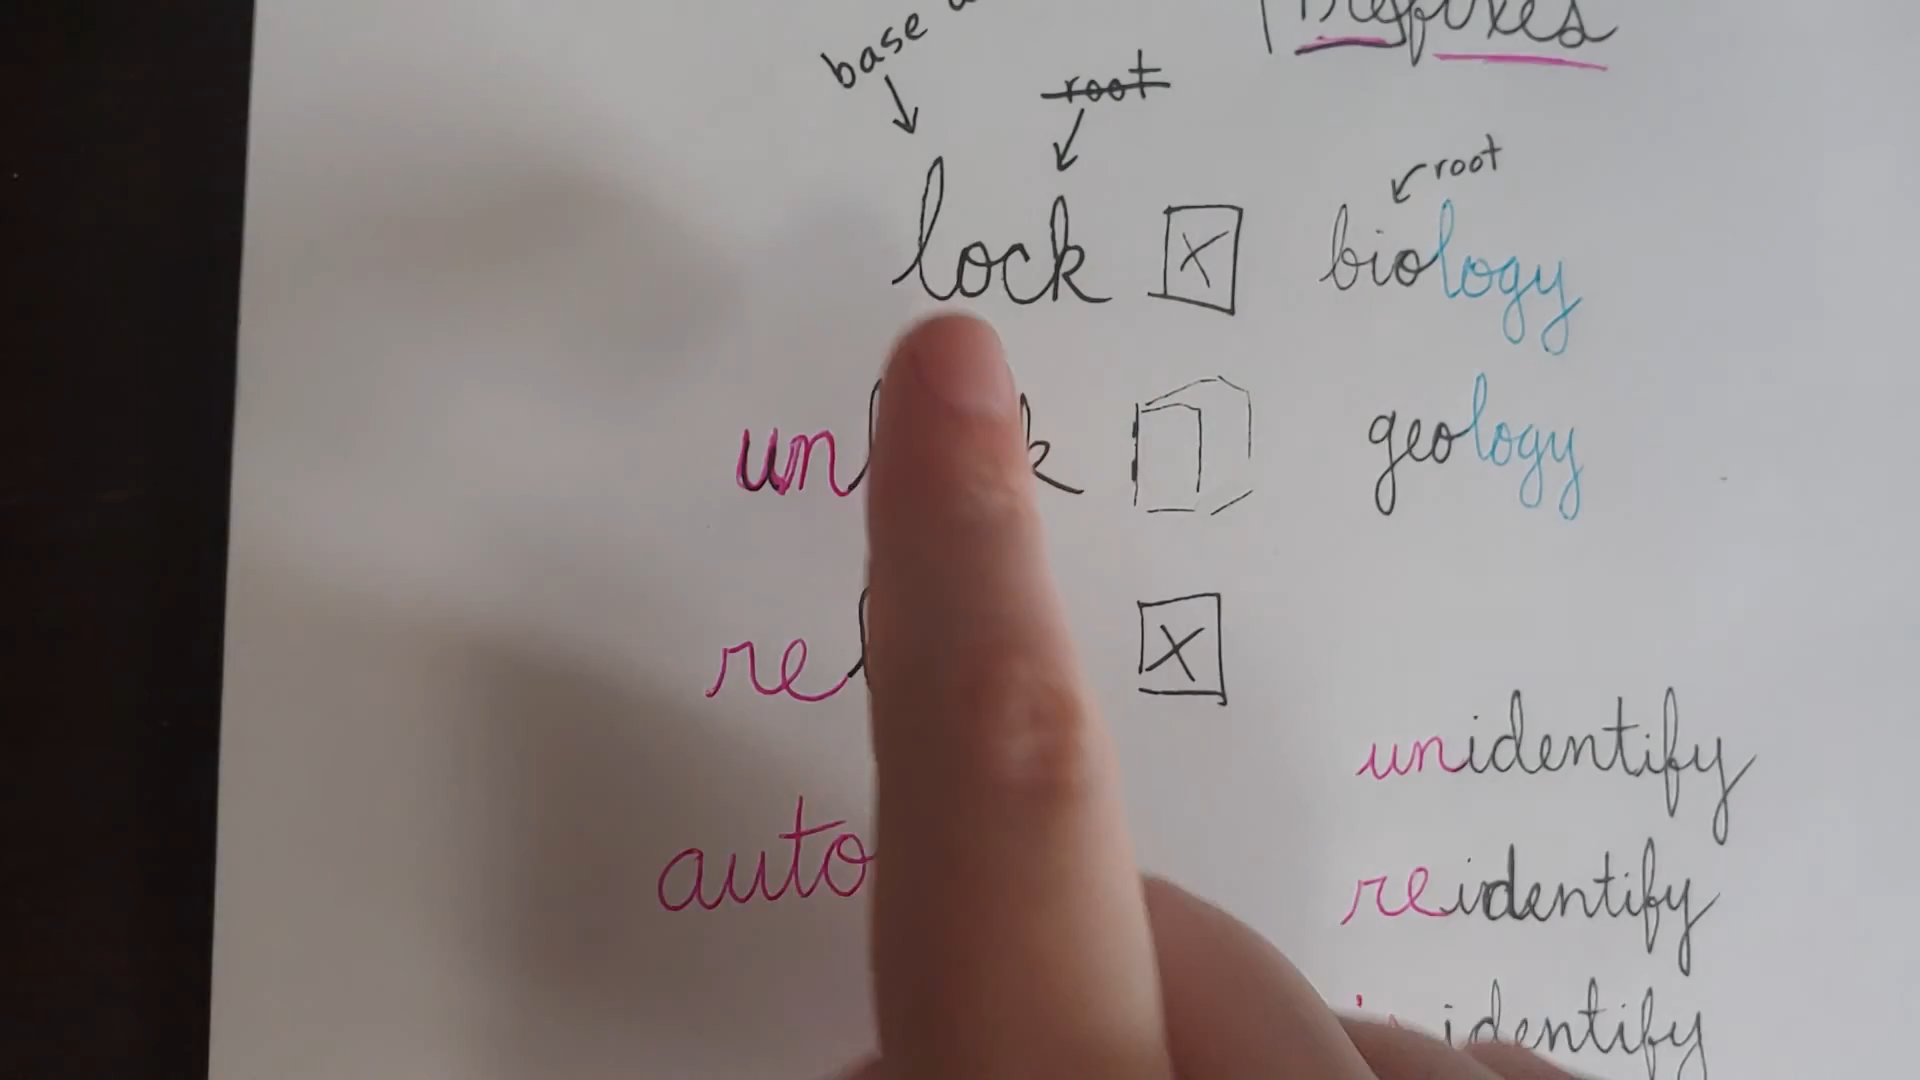 Prefixes
base
root
root
lock X biology
un k geology
re X
unidentify
auto
reidentify
identify